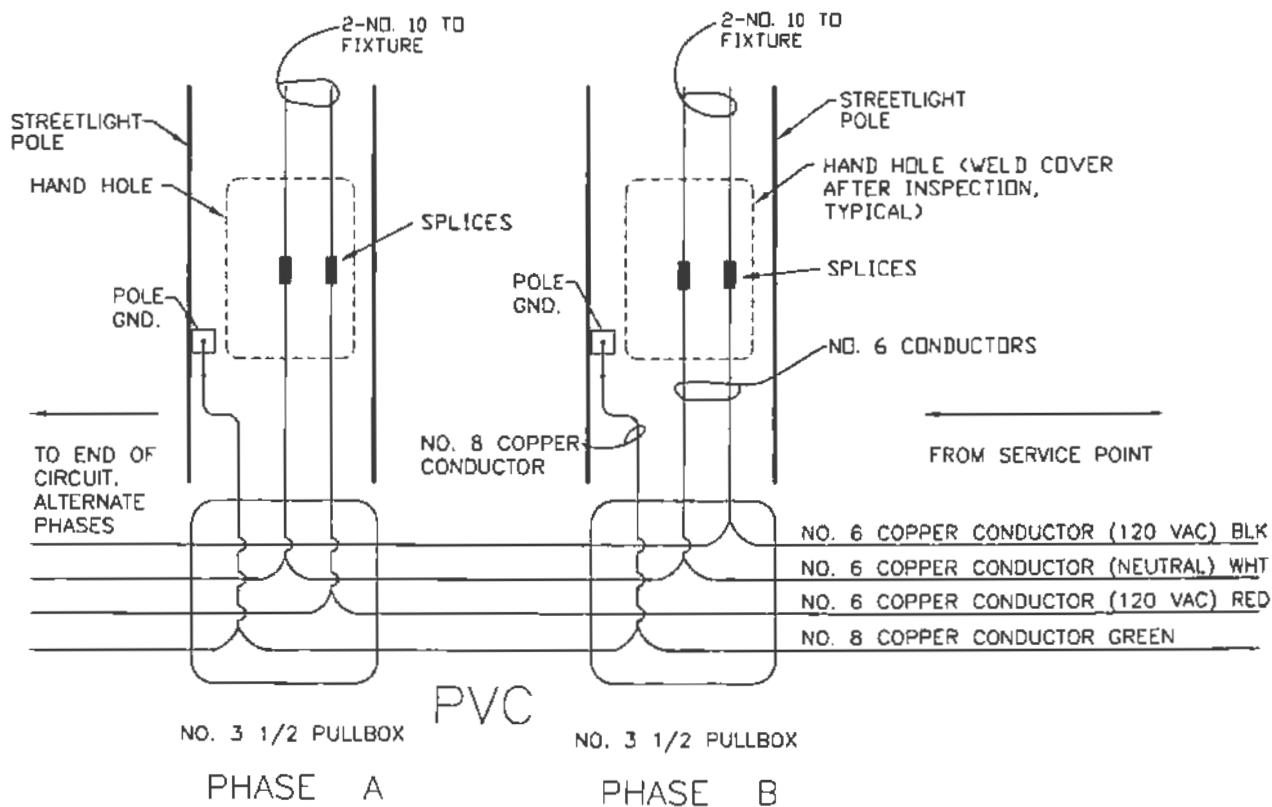 2-NO. 10 TO
FIXTURE
2-NO. 10 TO
FIXTURE
STREETLIGHT
POLE
STREETLIGHT
POLE
HAND HOLE
HAND HOLE (WELD COVER
AFTER INSPECTION,
TYPICAL)
SPLICES
SPLICES
POLE
GND.
POLE
GND.
NO. 6 CONDUCTORS
NO. 8 COPPER
CONDUCTOR
TO END OF
CIRCUIT.
ALTERNATE
PHASES
FROM SERVICE POINT
NO. 6 COPPER CONDUCTOR (120 VAC) BLK
NO. 6 COPPER CONDUCTOR (NEUTRAL) WHT
NO. 6 COPPER CONDUCTOR (120 VAC) RED
NO. 8 COPPER CONDUCTOR GREEN
PVC
NO. 3 1/2 PULLBOX
NO. 3 1/2 PULLBOX
PHASE A
PHASE B